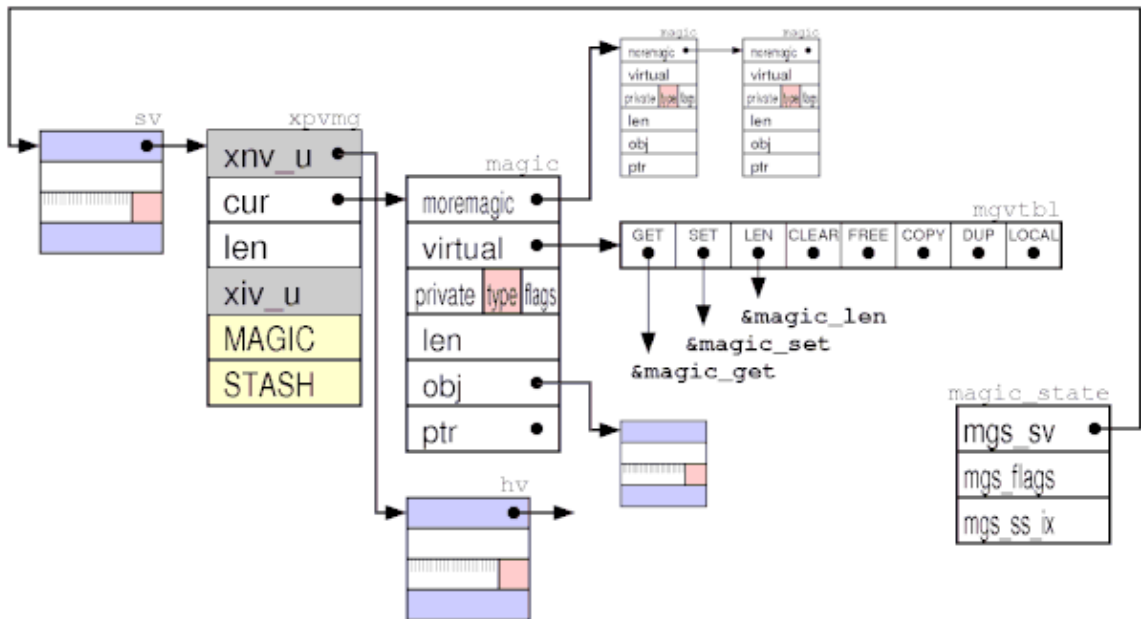 magic
moremagic
virtual
private type flags
len
obj
ptr
magic
moremagic
virtual
private type flags
len
obj
ptr
sv
xpvmg
xnv_u
cur
len
xiv_u
MAGIC
STASH
magic
moremagic
virtual
private type flags
len
obj
ptr
mgvtbl
GET SET LEN CLEAR FREE COPY DUP LOCAL
&magic_len
&magic_set
&magic_get
magic_state
mgs_sv
mgs_flags
mgs_ss_ix
hv